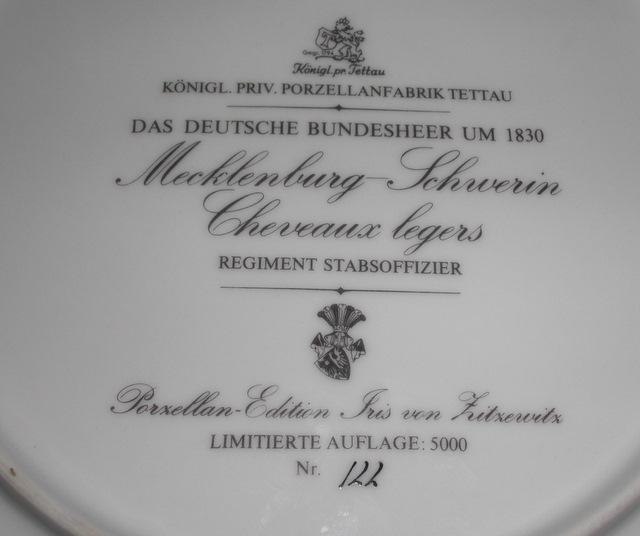 Königl. pr. Tettau
KÖNIGL. PRIV. PORZELLANFABRIK TETTAU
DAS DEUTSCHE BUNDESHEER UM 1830
Mecklenburg-Schwerin
Cheveaux legers
REGIMENT STABSOFFIZIER
Porzellan-Edition Iris von Zitzewitz
LIMITIERTE AUFLAGE: 5000
Nr. 122